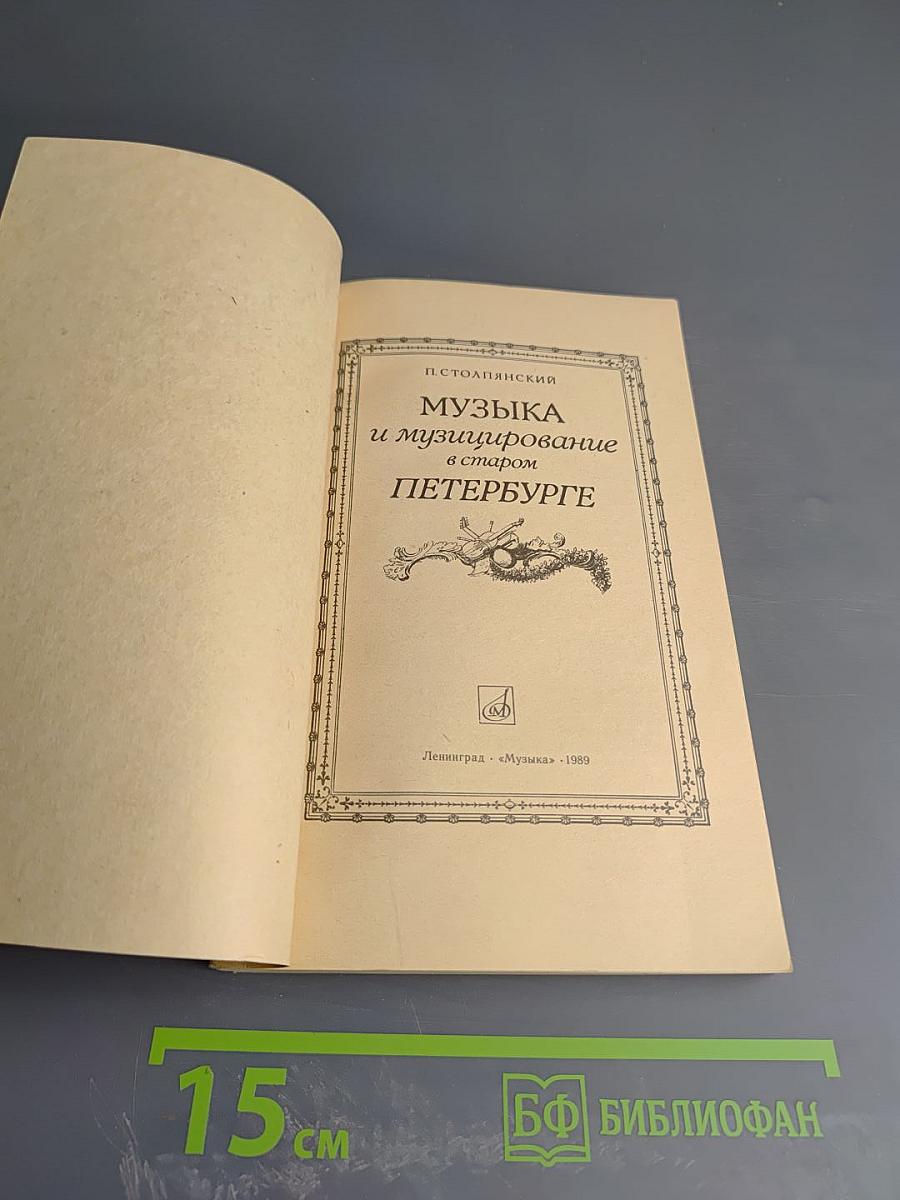 П. СТОЛПЯНСКИЙ
МУЗЫКА
и музицирование
в старом
ПЕТЕРБУРГЕ
М
Ленинград · «Музыка» · 1989
15 см
БФ БИБЛИОФАН